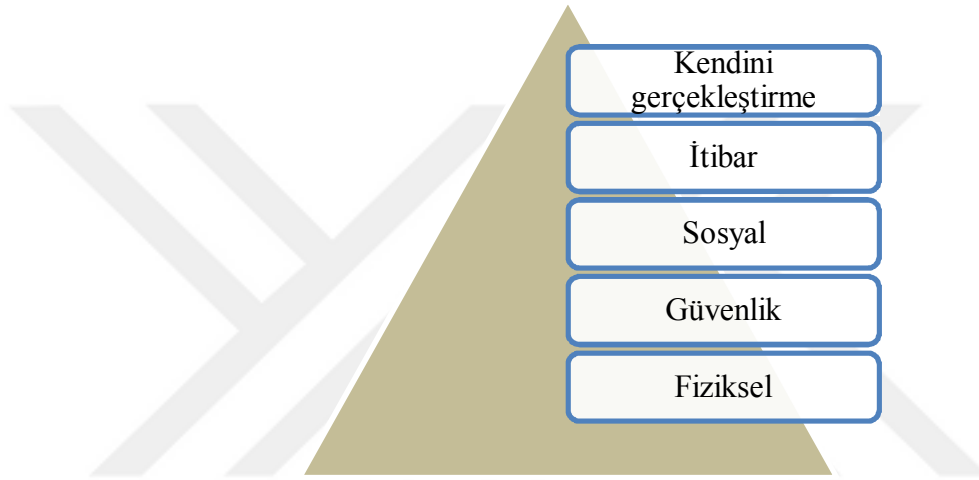 Kendini
gerçekleştirme
İtibar
Sosyal
Güvenlik
Fiziksel